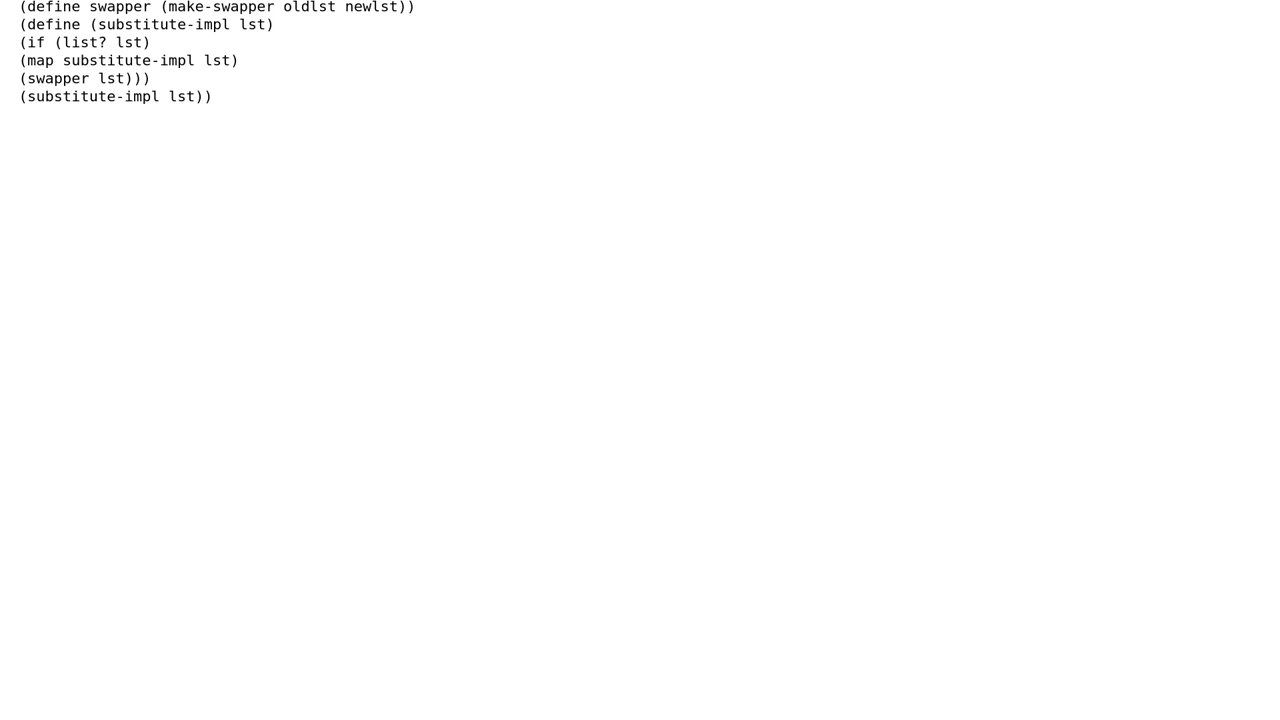 (define swapper (make-swapper oldlst newlst))
(define (substitute-impl lst)
(if (list? lst)
(map substitute-impl lst)
(swapper lst)))
(substitute-impl lst))